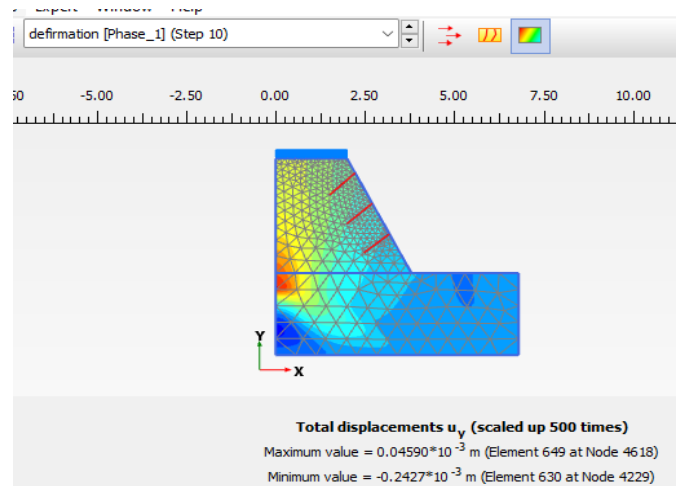 Expert Window Help
defirmation [Phase_1] (Step 10)
-5.00 -2.50 0.00 2.50 5.00 7.50 10.00
Y
X
Total displacements uy (scaled up 500 times)
Maximum value = 0.04590*10 -3 m (Element 649 at Node 4618)
Minimum value = -0.2427*10 -3 m (Element 630 at Node 4229)